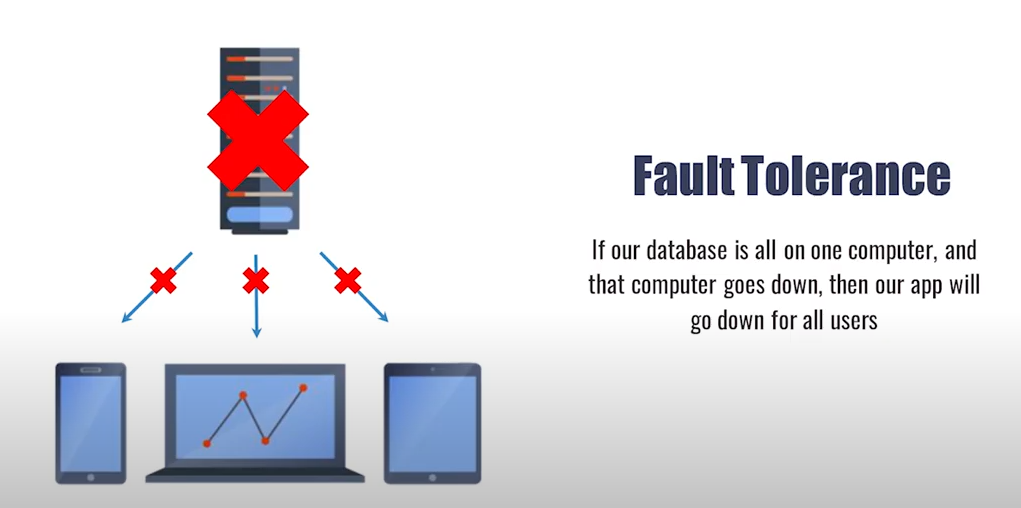 Fault Tolerance
If our database is all on one computer, and
that computer goes down, then our app will
go down for all users